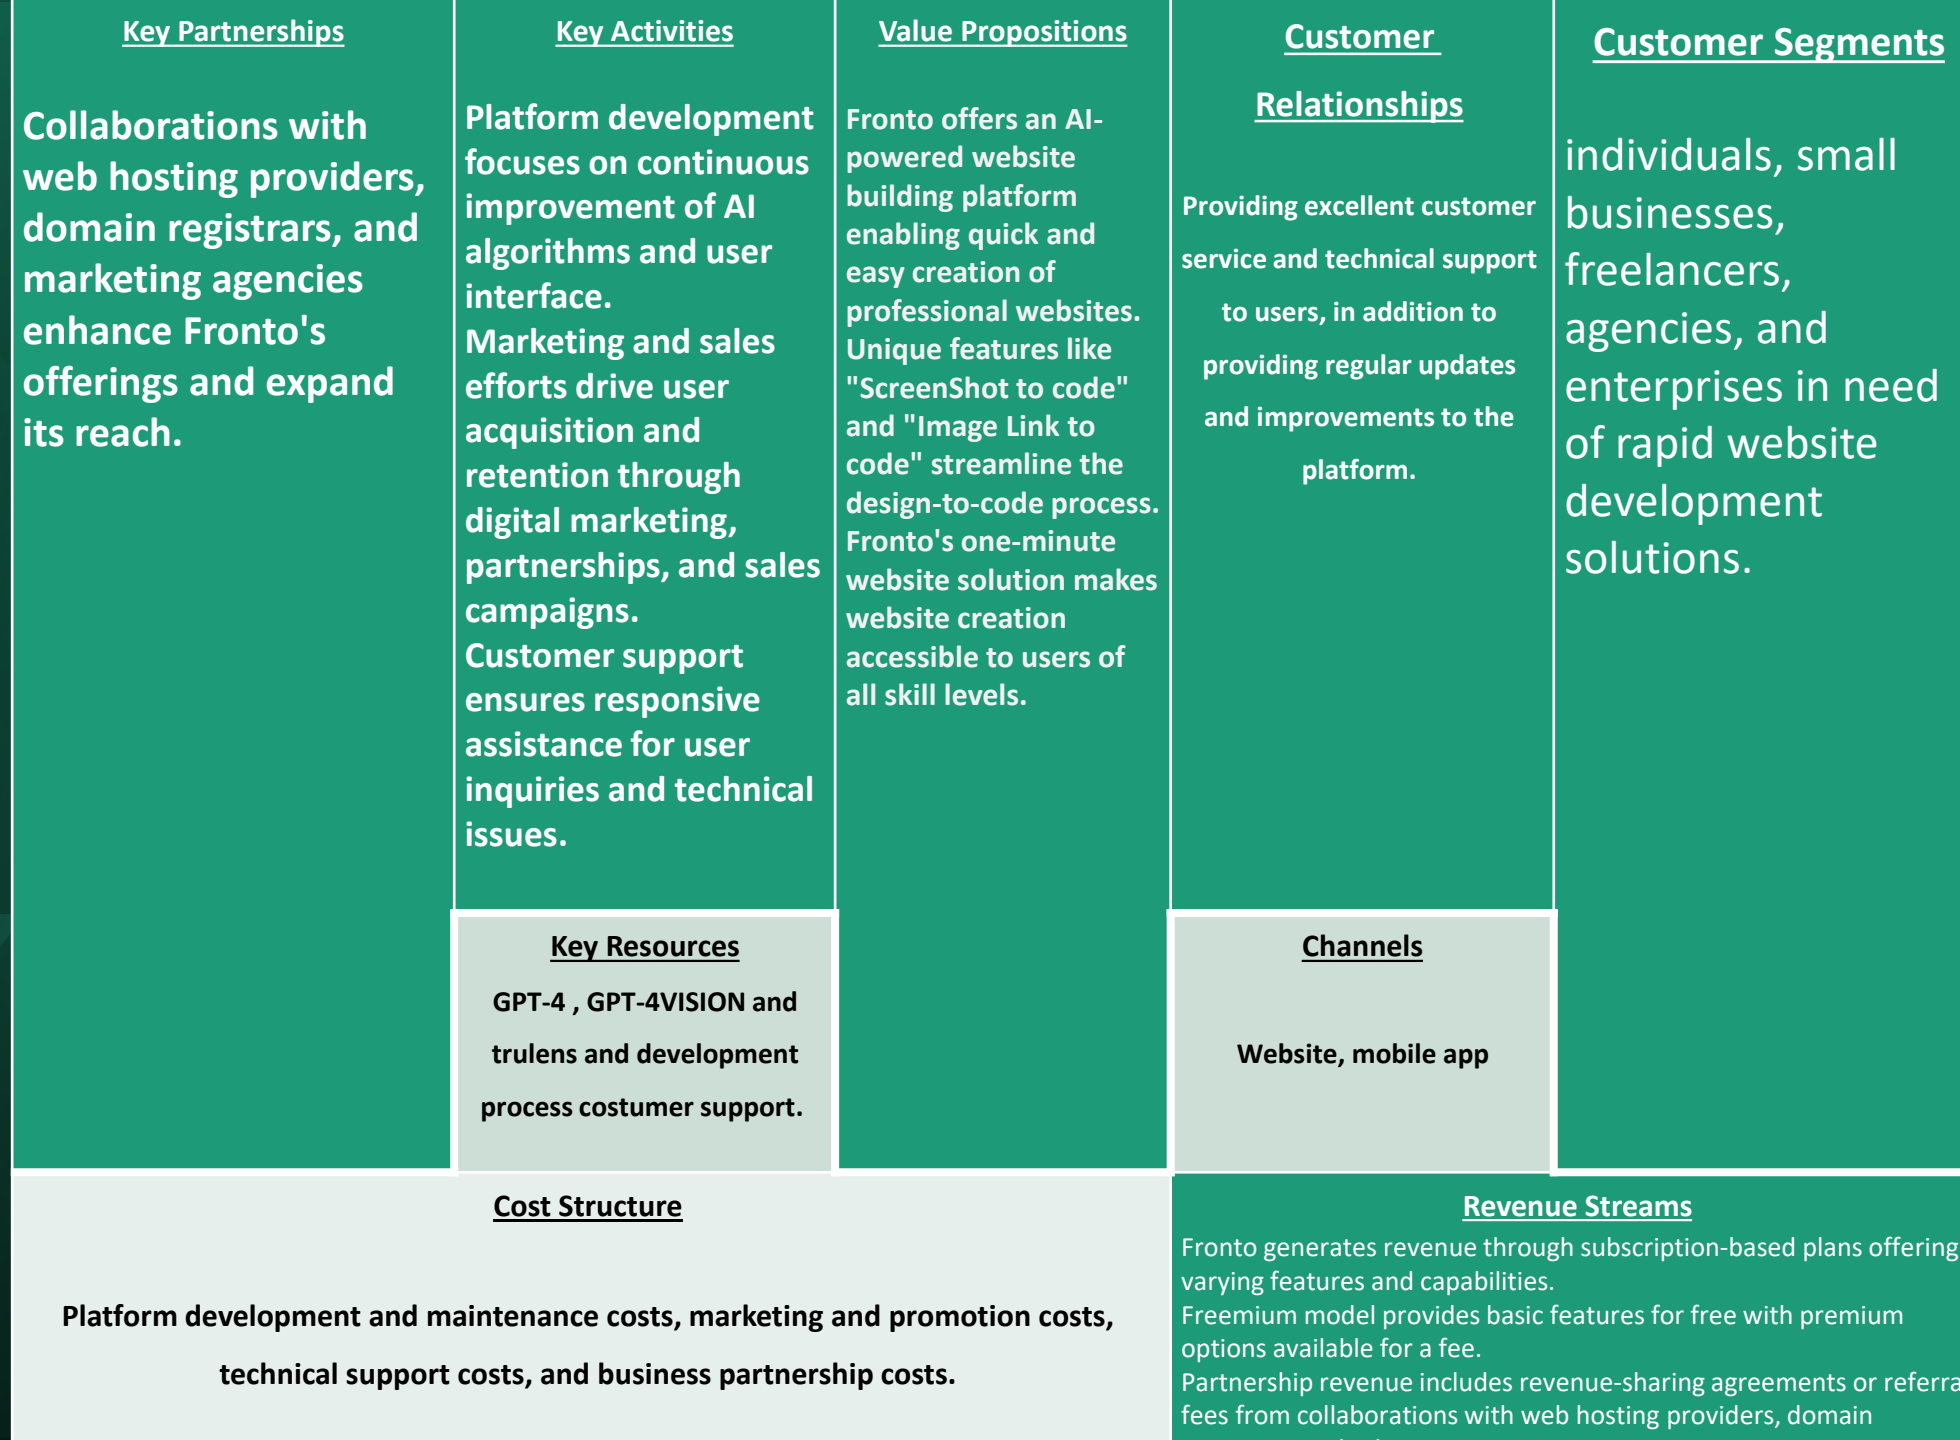 Key Partnerships
Collaborations with
web hosting providers,
domain registrars, and
marketing agencies
enhance Fronto's
offerings and expand
its reach.
Key Activities
Platform development
focuses on continuous
improvement of AI
algorithms and user
interface.
Marketing and sales
efforts drive user
acquisition and
retention through
digital marketing,
partnerships, and sales
campaigns.
Customer support
ensures responsive
assistance for user
inquiries and technical
issues.
Key Resources
GPT-4 , GPT-4VISION and
trulens and development
process costumer support.
Value Propositions
Fronto offers an AI-
powered website
building platform
enabling quick and
easy creation of
professional websites.
Unique features like
"ScreenShot to code"
and "Image Link to
code" streamline the
design-to-code process.
Fronto's one-minute
website solution makes
website creation
accessible to users of
all skill levels.
Customer
Relationships
Providing excellent customer
service and technical support
to users, in addition to
providing regular updates
and improvements to the
platform.
Channels
Website, mobile app
Customer Segments
individuals, small
businesses,
freelancers,
agencies, and
enterprises in need
of rapid website
development
solutions.
Cost Structure
Platform development and maintenance costs, marketing and promotion costs,
technical support costs, and business partnership costs.
Revenue Streams
Fronto generates revenue through subscription-based plans offering
varying features and capabilities.
Freemium model provides basic features for free with premium
options available for a fee.
Partnership revenue includes revenue-sharing agreements or referra
fees from collaborations with web hosting providers, domain